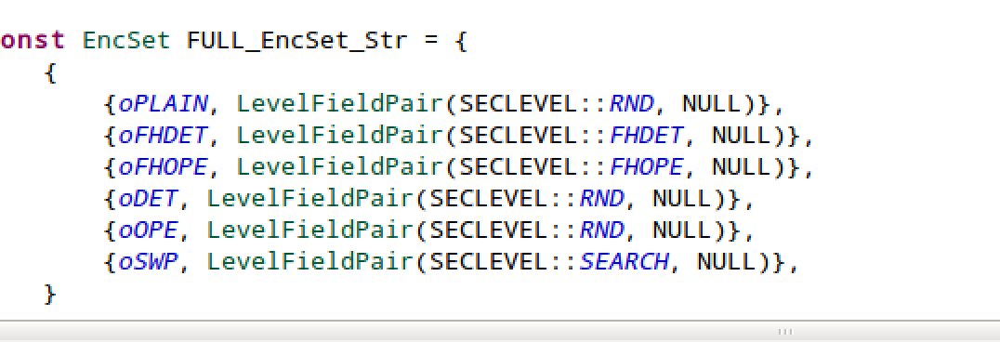 onst EncSet FULL_EncSet_Str = {
{
{oPLAIN, LevelFieldPair(SECLEVEL::RND, NULL)},
{oFHDET, LevelFieldPair(SECLEVEL::FHDET, NULL)},
{oFHOPE, LevelFieldPair(SECLEVEL::FHOPE, NULL)},
{oDET, LevelFieldPair(SECLEVEL::RND, NULL)},
{oOPE, LevelFieldPair(SECLEVEL::RND, NULL)},
{oSWP, LevelFieldPair(SECLEVEL::SEARCH, NULL)},
}